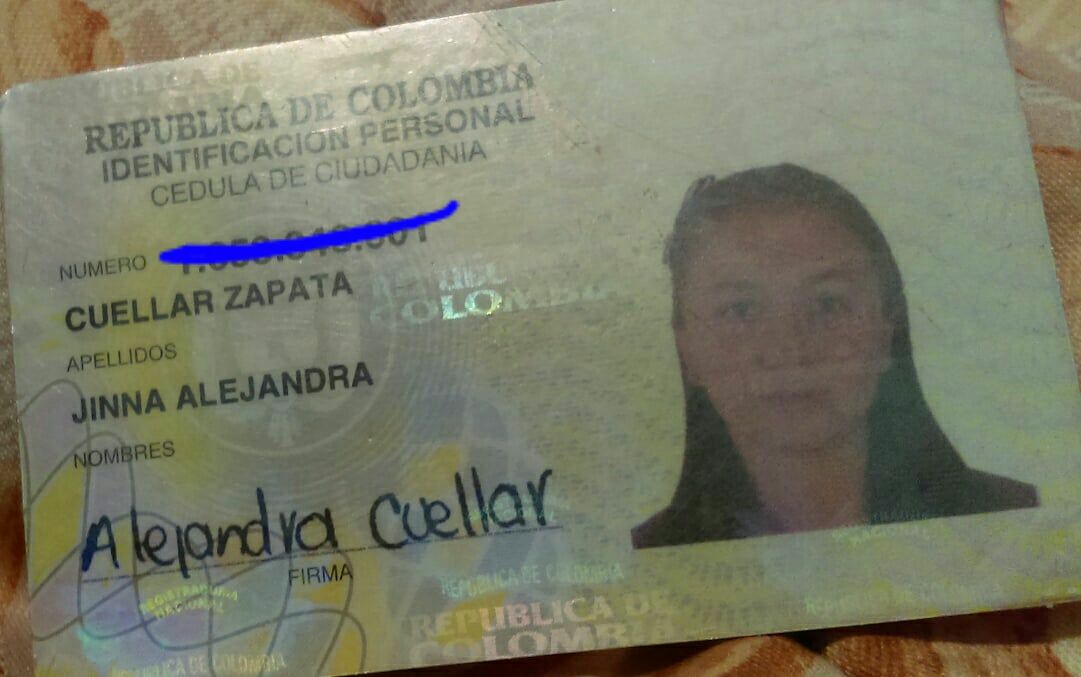 REPUBLICA DE COLOMBIA
IDENTIFICACION PERSONAL
CEDULA DE CIUDADANIA
NUMERO
CUELLAR ZAPATA
APELLIDOS
JINNA ALEJANDRA
NOMBRES
Alejandra Cuellar
FIRMA
COLOMBIA
REGISTRADURIA
NACIONAL
REPUBLICA DE COLOMBIA
REPUBLICA DE
COLOMBIA
REPUBLICA DE COLOMBIA